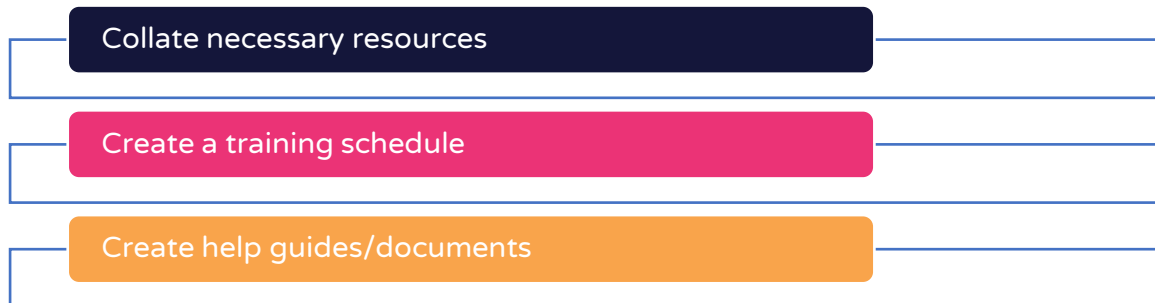 Collate necessary resources
Create a training schedule
Create help guides/documents